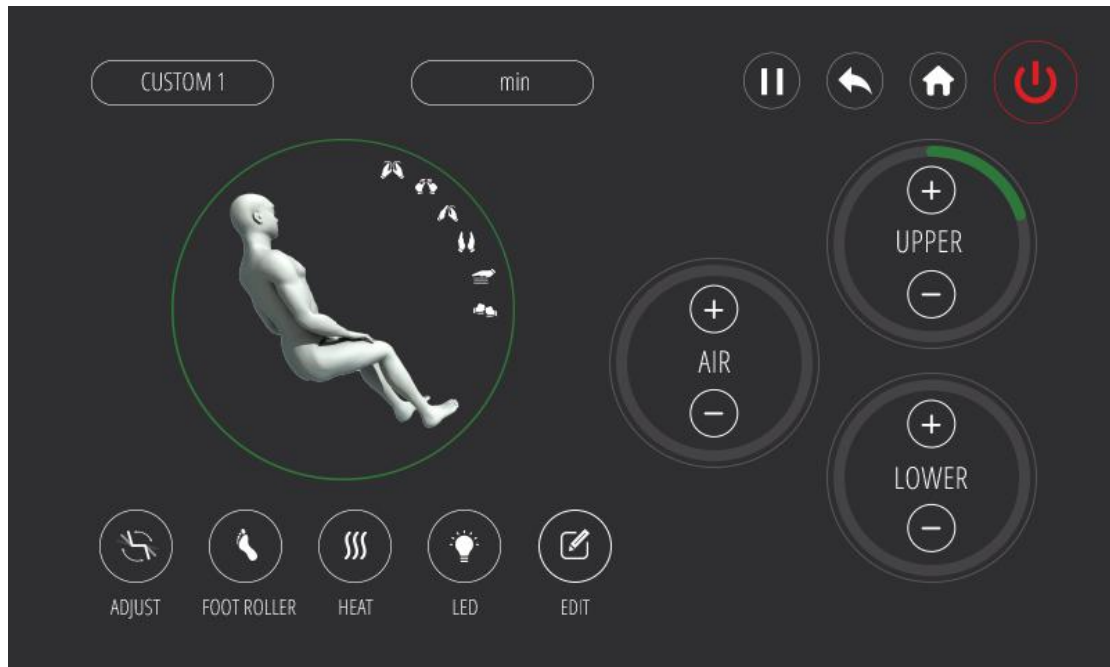 CUSTOM 1
min
UPPER
AIR
LOWER
ADJUST
FOOT ROLLER
HEAT
LED
EDIT